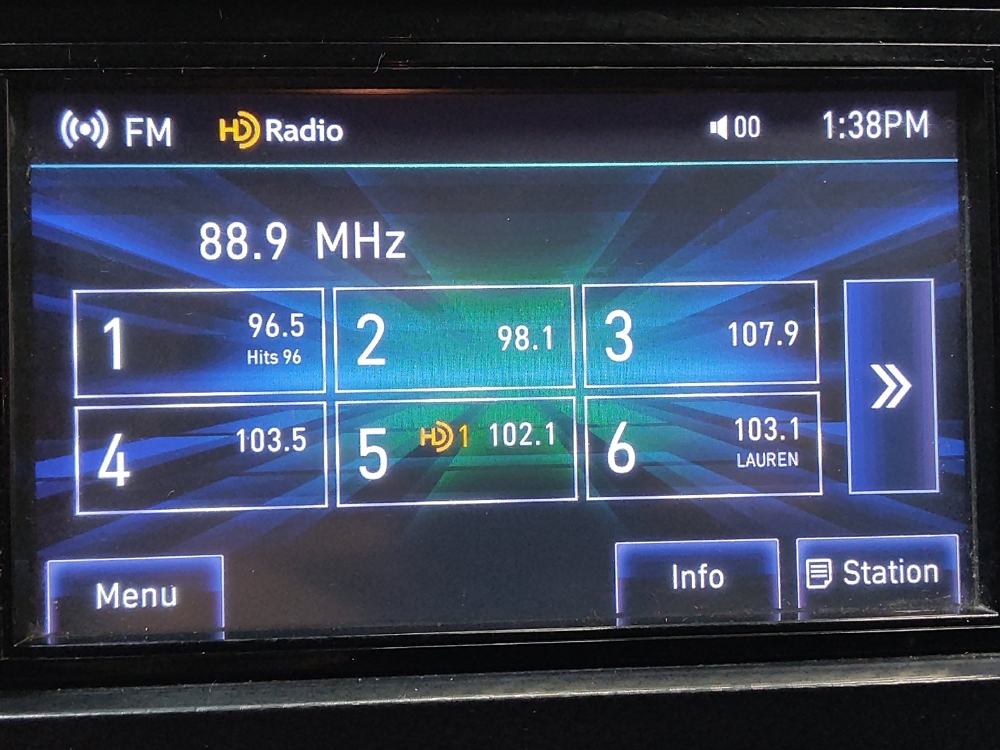 FM HD Radio 00 1:38PM
88.9 MHz
1 96.5
Hits 96
2 98.1
3 107.9
4 103.5
5 HD1 102.1
6 103.1
LAUREN
Menu Info Station